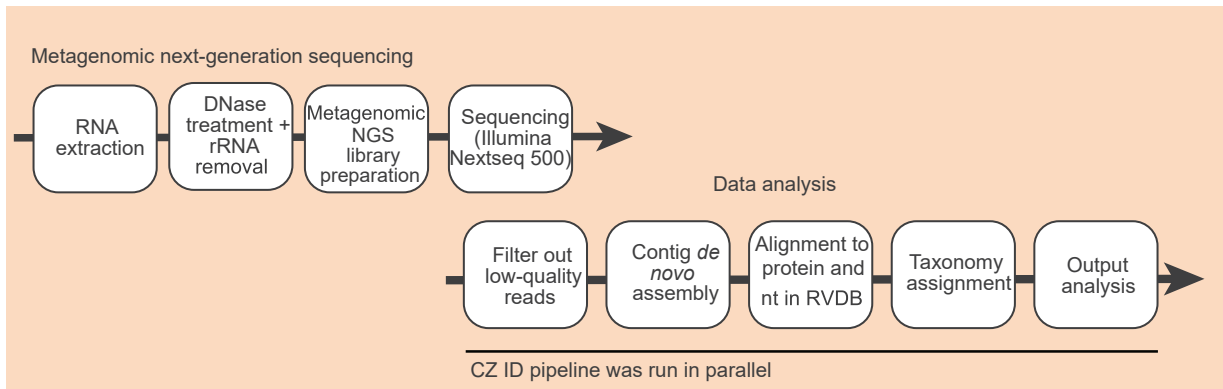 Metagenomic next-generation sequencing
RNA
extraction
DNase
treatment +
rRNA
removal
Metagenomic
NGS
library
preparation
Sequencing
(Illumina
Nextseq 500)
Data analysis
Filter out
low-quality
reads
Contig de
novo
assembly
Alignment to
protein and
nt in RVDB
Taxonomy
assignment
Output
analysis
CZ ID pipeline was run in parallel